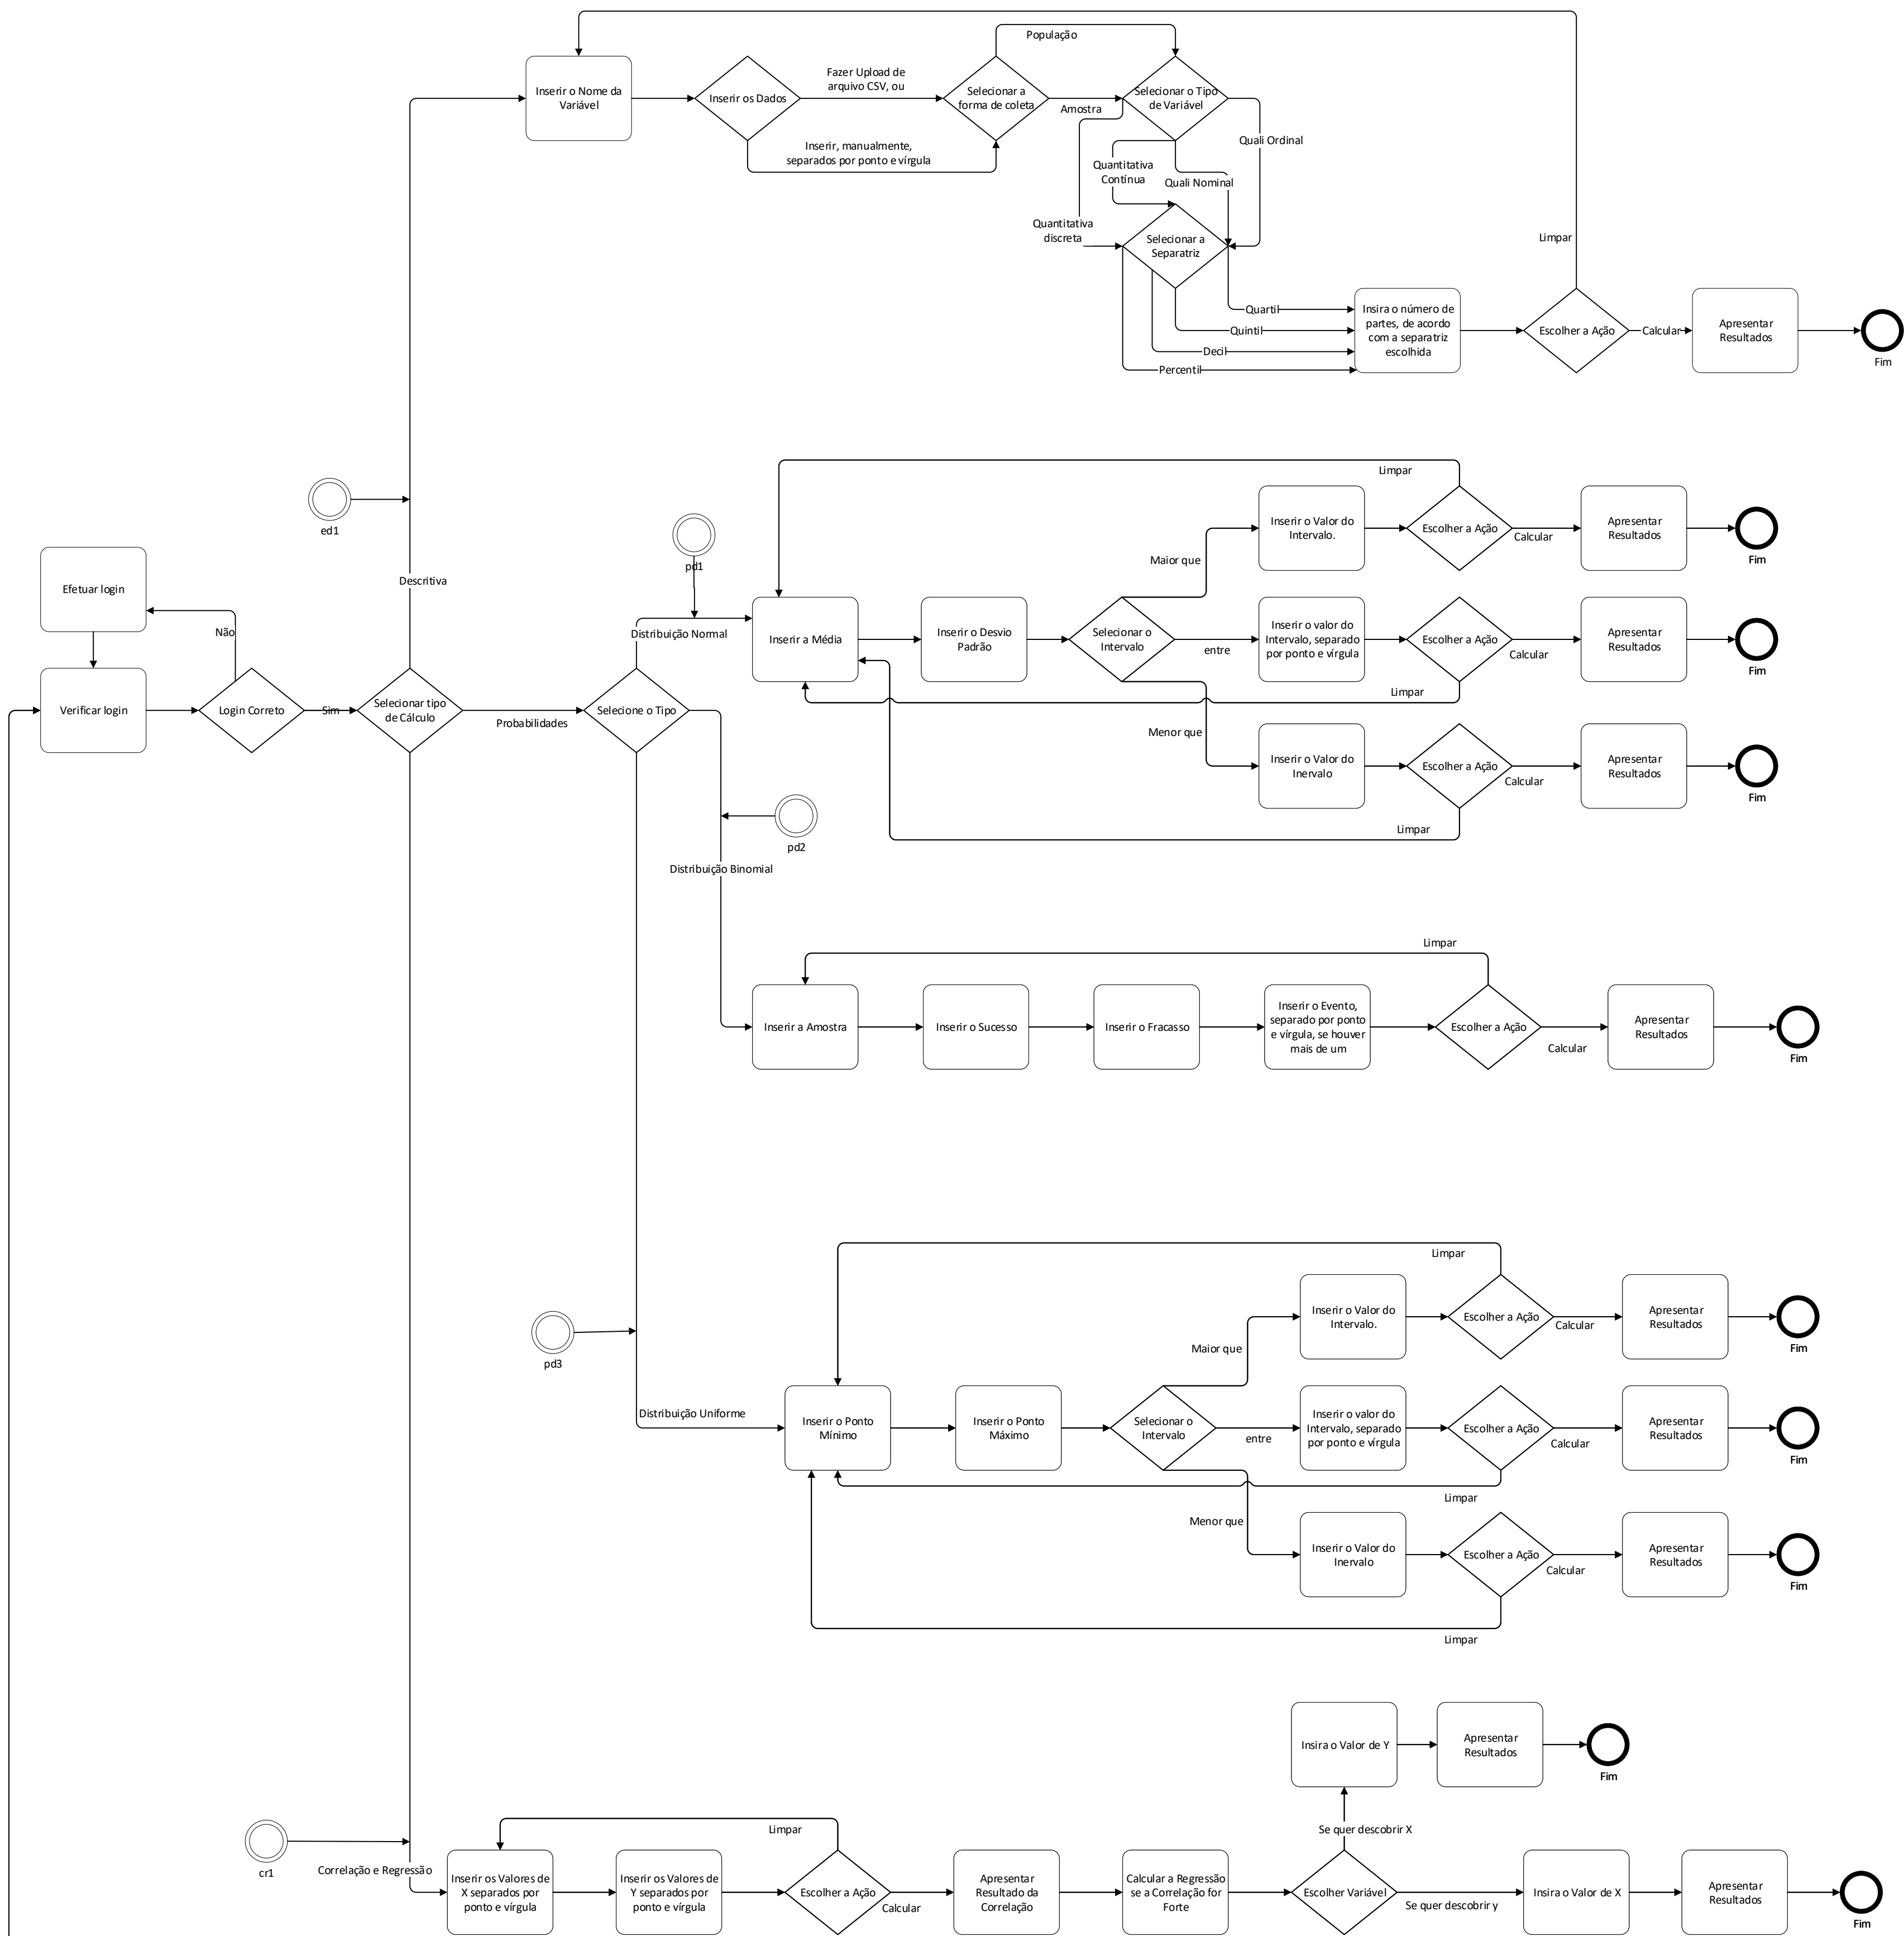 População
Inserir o Nome da
Variável
Inserir os Dados
Fazer Upload de
arquivo CSV, ou
Inserir, manualmente,
separados por ponto e vírgula
Selecionar a
forma de coleta
Amostra
Selecionar o Tipo
de Variável
Quali Ordinal
Quantitativa
Contínua
Quali Nominal
Quantitativa
discreta
Selecionar a
Separatriz
Limpar
Quartil
Quintil
Decil
Percentil
Insira o número de
partes, de acordo
com a separatriz
escolhida
Escolher a Ação
Calcular
Apresentar
Resultados
Fim
ed1
Descritiva
Efetuar login
Não
Verificar login
Login Correto
Sim
Selecionar tipo
de Cálculo
Probabilidades
Selecione o Tipo
pd1
Distribuição Normal
Limpar
Inserir a Média
Inserir o Desvio
Padrão
Selecionar o
Intervalo
Maior que
Inserir o Valor do
Intervalo.
Escolher a Ação
Calcular
Apresentar
Resultados
Fim
entre
Inserir o valor do
Intervalo, separado
por ponto e vírgula
Escolher a Ação
Calcular
Apresentar
Resultados
Fim
Limpar
Menor que
Inserir o Valor do
Inervalo
Escolher a Ação
Calcular
Apresentar
Resultados
Fim
Limpar
pd2
Distribuição Binomial
Limpar
Inserir a Amostra
Inserir o Sucesso
Inserir o Fracasso
Inserir o Evento,
separado por ponto
e vírgula, se houver
mais de um
Escolher a Ação
Calcular
Apresentar
Resultados
Fim
pd3
Distribuição Uniforme
Limpar
Inserir o Ponto
Mínimo
Inserir o Ponto
Máximo
Selecionar o
Intervalo
Maior que
Inserir o Valor do
Intervalo.
Escolher a Ação
Calcular
Apresentar
Resultados
Fim
entre
Inserir o valor do
Intervalo, separado
por ponto e vírgula
Escolher a Ação
Calcular
Apresentar
Resultados
Fim
Limpar
Menor que
Inserir o Valor do
Inervalo
Escolher a Ação
Calcular
Apresentar
Resultados
Fim
Limpar
cr1
Correlação e Regressão
Limpar
Inserir os Valores de
X separados por
ponto e vírgula
Inserir os Valores de
Y separados por
ponto e vírgula
Escolher a Ação
Calcular
Apresentar
Resultado da
Correlação
Calcular a Regressão
se a Correlação for
Forte
Escolher Variável
Se quer descobrir X
Insira o Valor de Y
Apresentar
Resultados
Fim
Se quer descobrir y
Insira o Valor de X
Apresentar
Resultados
Fim